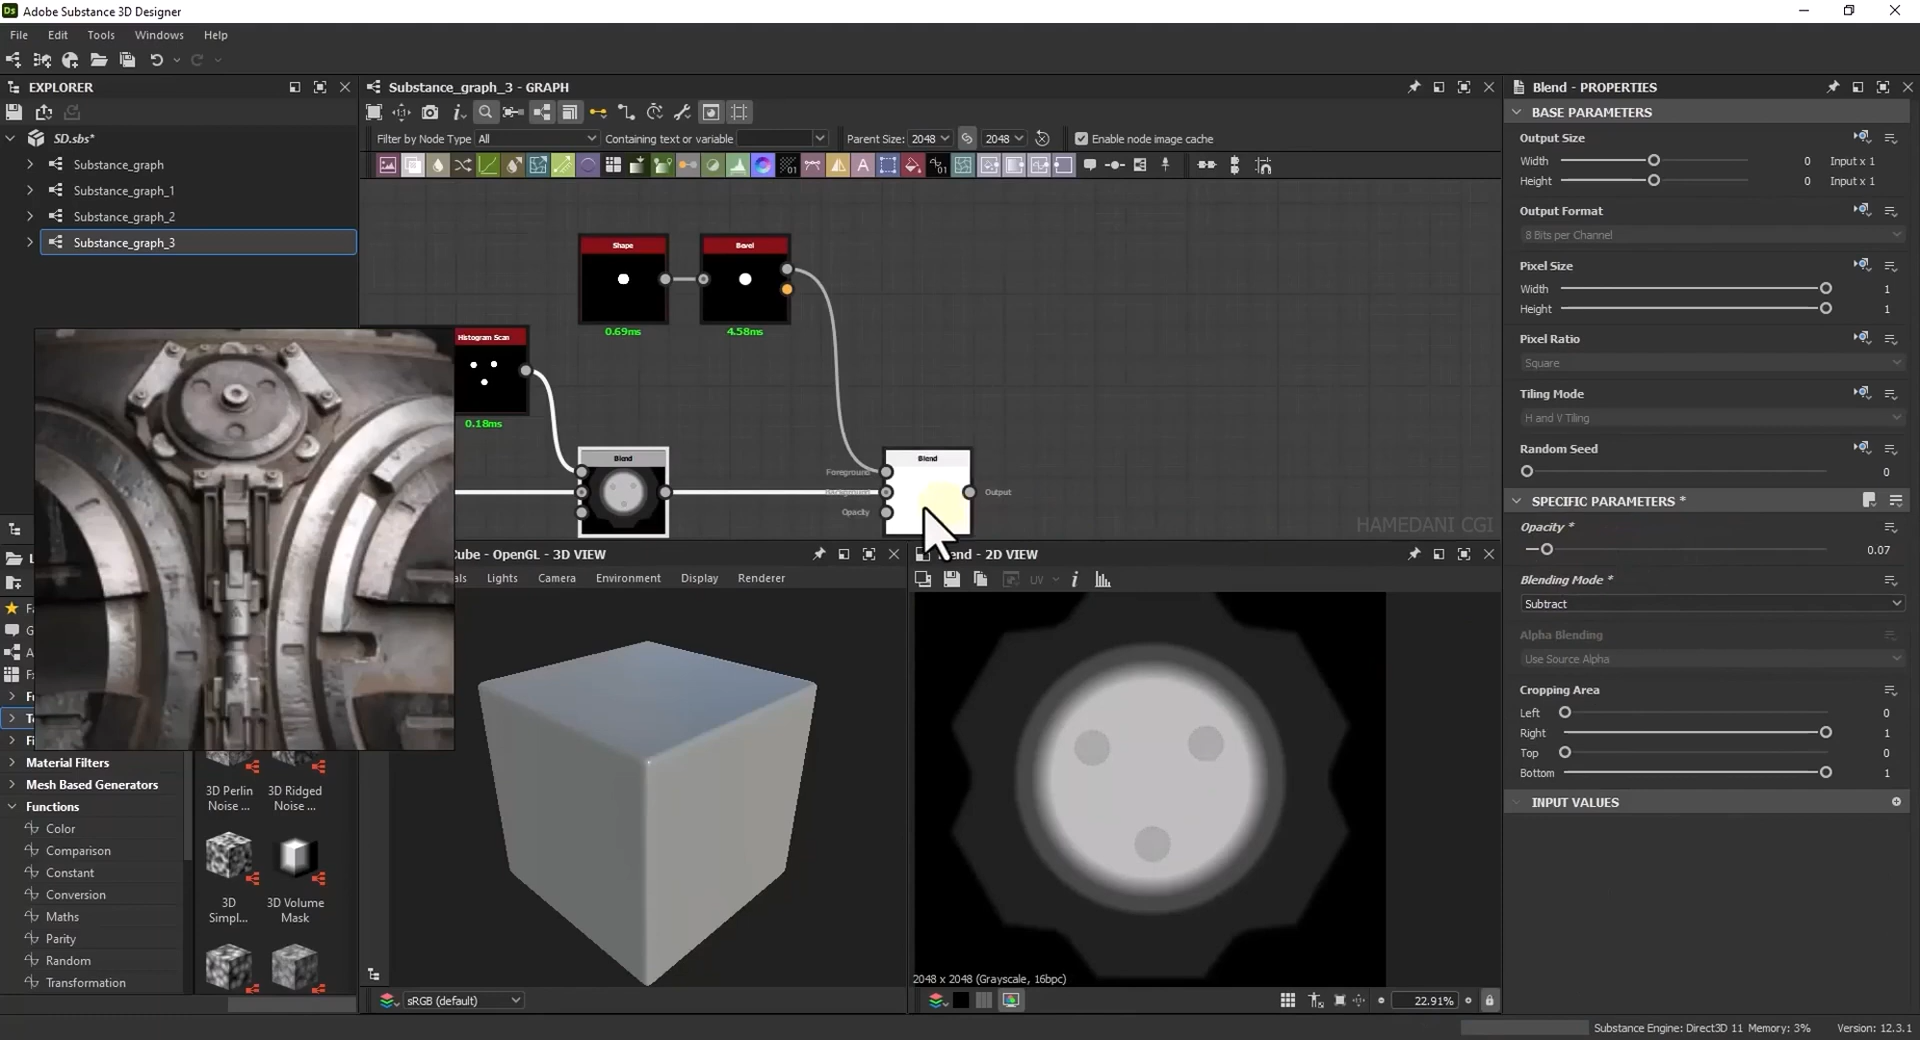 Ds Adobe Substance 3D Designer
File Edit Tools Windows Help
EXPLORER
SD.sbs*
Substance_graph
Substance_graph_1
Substance_graph_2
Substance_graph_3
Substance_graph_3 - GRAPH
Filter by Node Type All Containing text or variable Parent Size: 2048 2048 Enable node image cache
Shape
0.69ms
Bevel
4.58ms
Histogram Scan
0.18ms
Blend
Foreground
Background
Opacity
Blend
Output
HAMEDANI CGI
Cube - OpenGL - 3D VIEW
Lights Camera Environment Display Renderer
sRGB (default)
- 2D VIEW
UV
2048 x 2048 (Grayscale, 16bpc)
22.91%
Material Filters
Mesh Based Generators
Functions
Color
Comparison
Constant
Conversion
Maths
Parity
Random
Transformation
3D Perlin
Noise ...
3D Ridged
Noise ...
3D
Simpl...
3D Volume
Mask
Blend - PROPERTIES
BASE PARAMETERS
Output Size
Width 0 Input x 1
Height 0 Input x 1
Output Format
8 Bits per Channel
Pixel Size
Width 1
Height 1
Pixel Ratio
Square
Tiling Mode
H and V Tiling
Random Seed
0
SPECIFIC PARAMETERS *
Opacity *
0.07
Blending Mode *
Subtract
Alpha Blending
Use Source Alpha
Cropping Area
Left 0
Right 1
Top 0
Bottom 1
INPUT VALUES
Substance Engine: Direct3D 11 Memory: 3% Version: 12.3.1